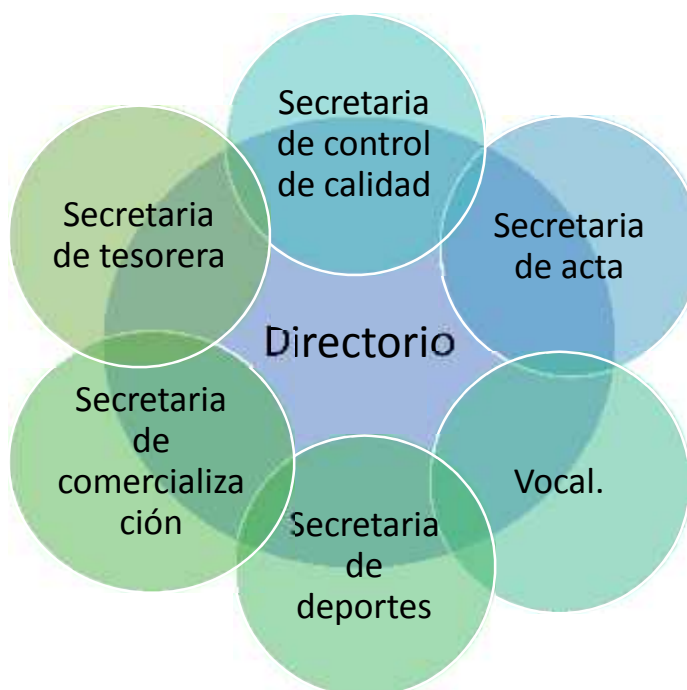 Secretaria
de control
de calidad
Secretaria
de acta
Vocal.
Secretaria
de
deportes
Secretaria
de
comercializa
ción
Secretaria
de tesorera
Directorio